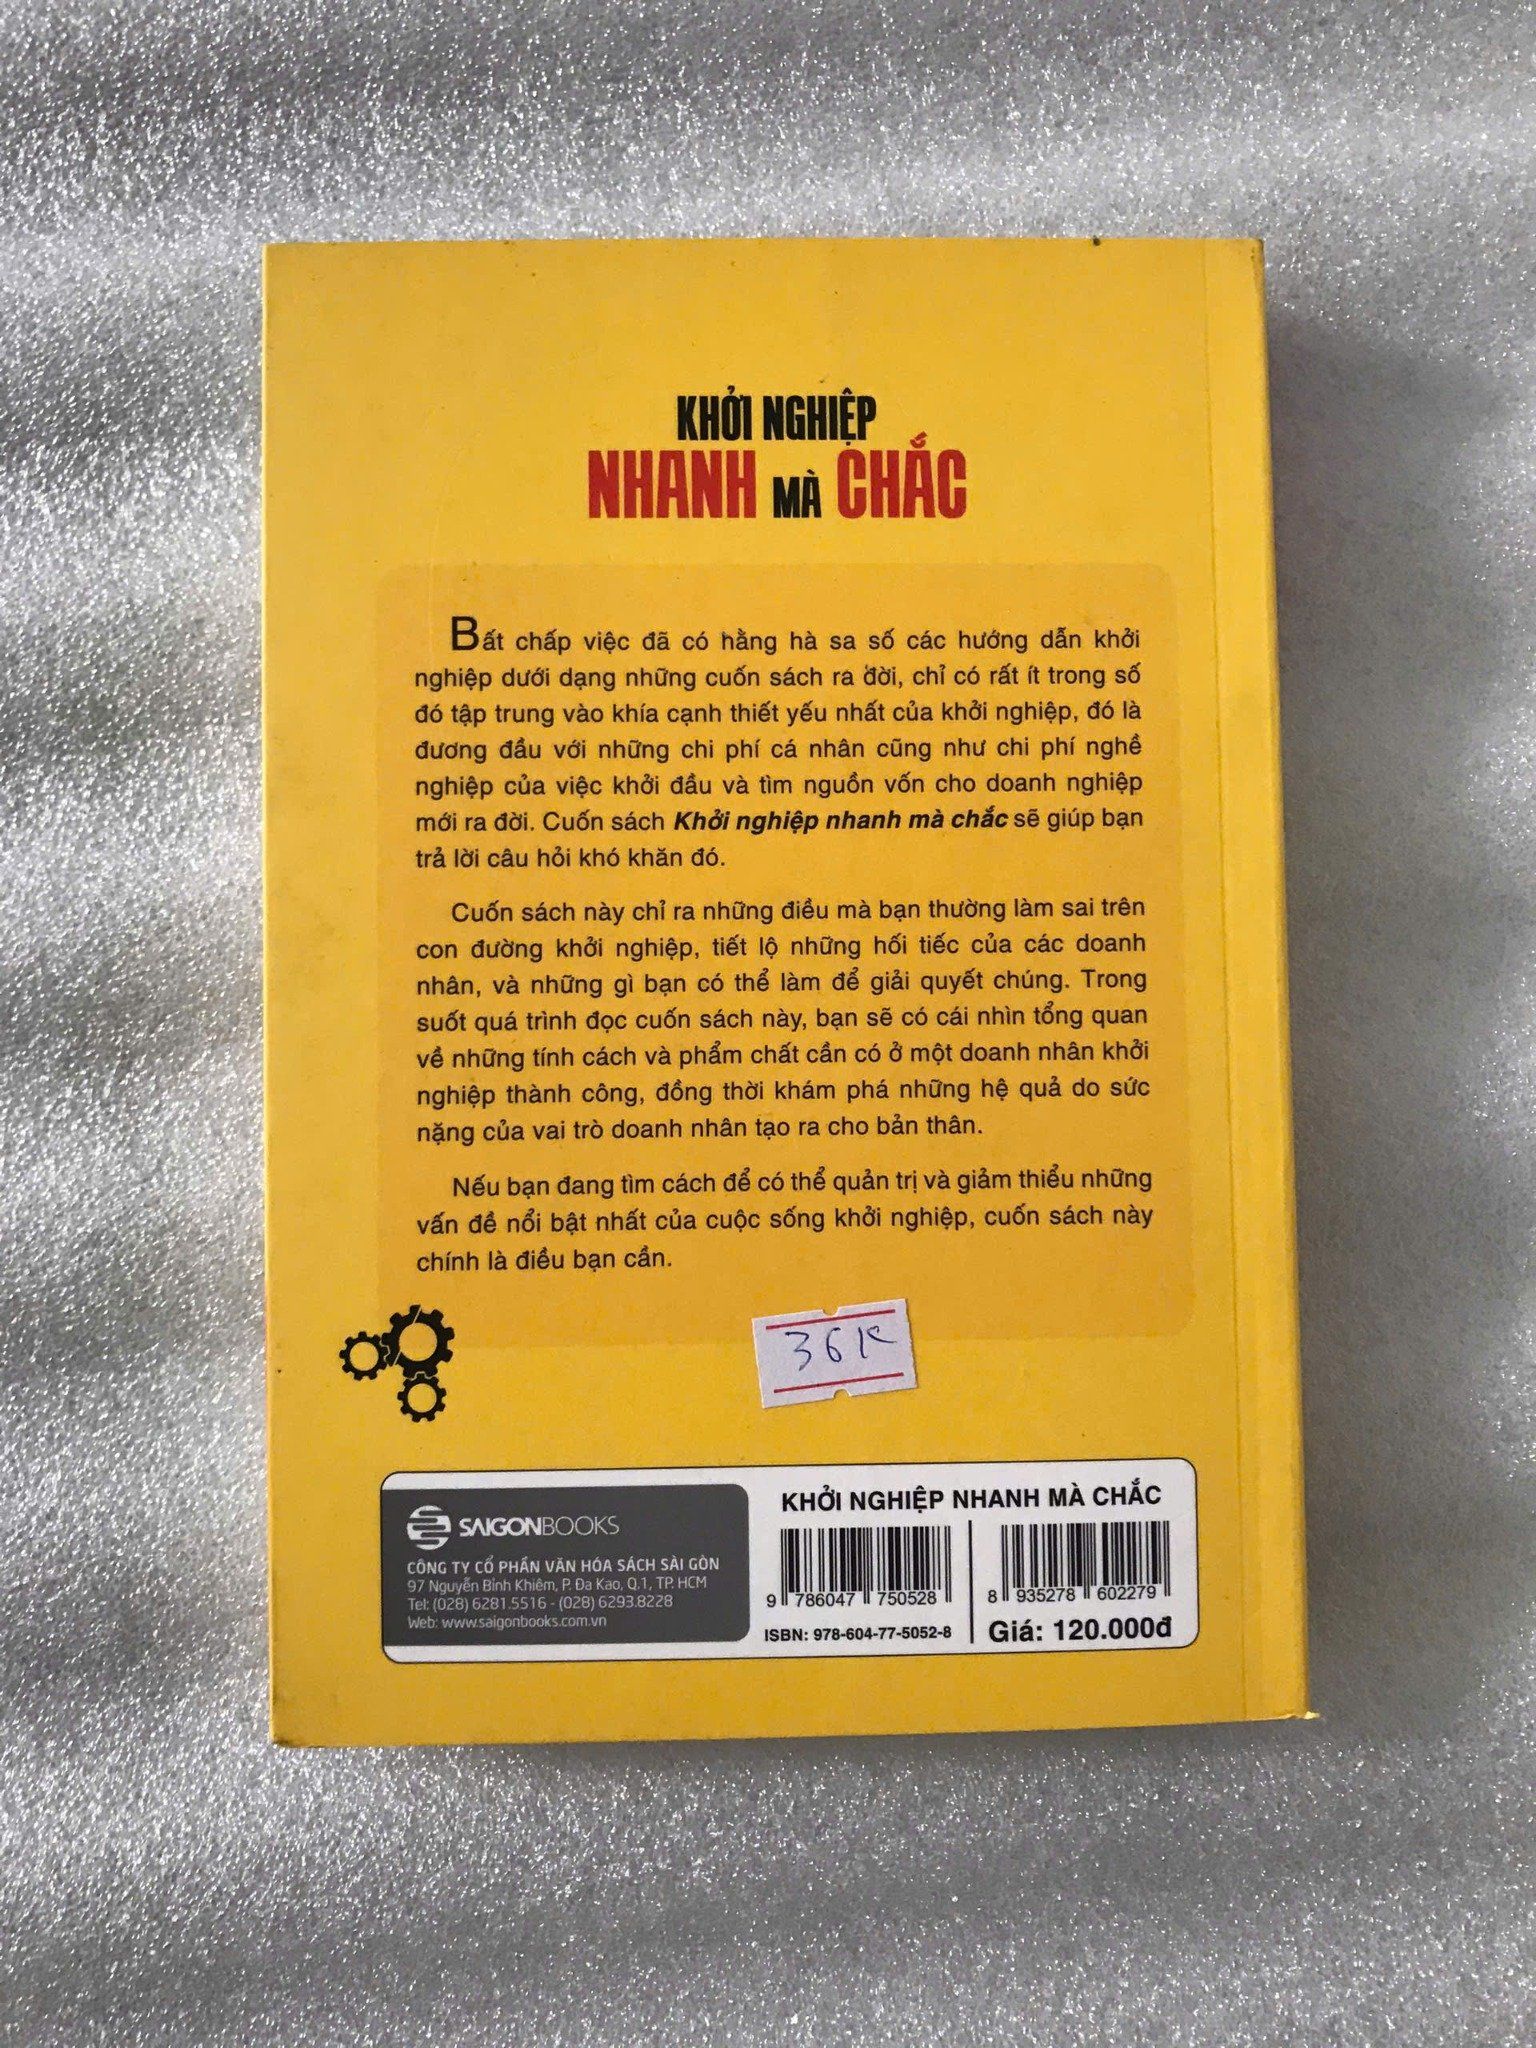 KHỞI NGHIỆP
NHANH MÀ CHẮC
Bất chấp việc đã có hằng hà sa số các hướng dẫn khởi
nghiệp dưới dạng những cuốn sách ra đời, chỉ có rất ít trong số
đó tập trung vào khía cạnh thiết yếu nhất của khởi nghiệp, đó là
đương đầu với những chi phí cá nhân cũng như chi phí nghề
nghiệp của việc khởi đầu và tìm nguồn vốn cho doanh nghiệp
mới ra đời. Cuốn sách Khởi nghiệp nhanh mà chắc sẽ giúp bạn
trả lời câu hỏi khó khăn đó.
Cuốn sách này chỉ ra những điều mà bạn thường làm sai trên
con đường khởi nghiệp, tiết lộ những hối tiếc của các doanh
nhân, và những gì bạn có thể làm để giải quyết chúng. Trong
suốt quá trình đọc cuốn sách này, bạn sẽ có cái nhìn tổng quan
về những tính cách và phẩm chất cần có ở một doanh nhân khởi
nghiệp thành công, đồng thời khám phá những hệ quả do sức
nặng của vai trò doanh nhân tạo ra cho bản thân.
Nếu bạn đang tìm cách để có thể quản trị và giảm thiểu những
vấn đề nổi bật nhất của cuộc sống khởi nghiệp, cuốn sách này
chính là điều bạn cần.
36K
SAIGONBOOKS
CÔNG TY CỔ PHẦN VĂN HÓA SÁCH SÀI GÒN
97 Nguyễn Bỉnh Khiêm, P. Đa Kao, Q.1, TP. HCM
Tel: (028) 6281.5516 - (028) 6293.8228
Web: www.saigonbooks.com.vn
KHỞI NGHIỆP NHANH MÀ CHẮC
9 786047 750528
ISBN: 978-604-77-5052-8
8 935278 602279
Giá: 120.000đ